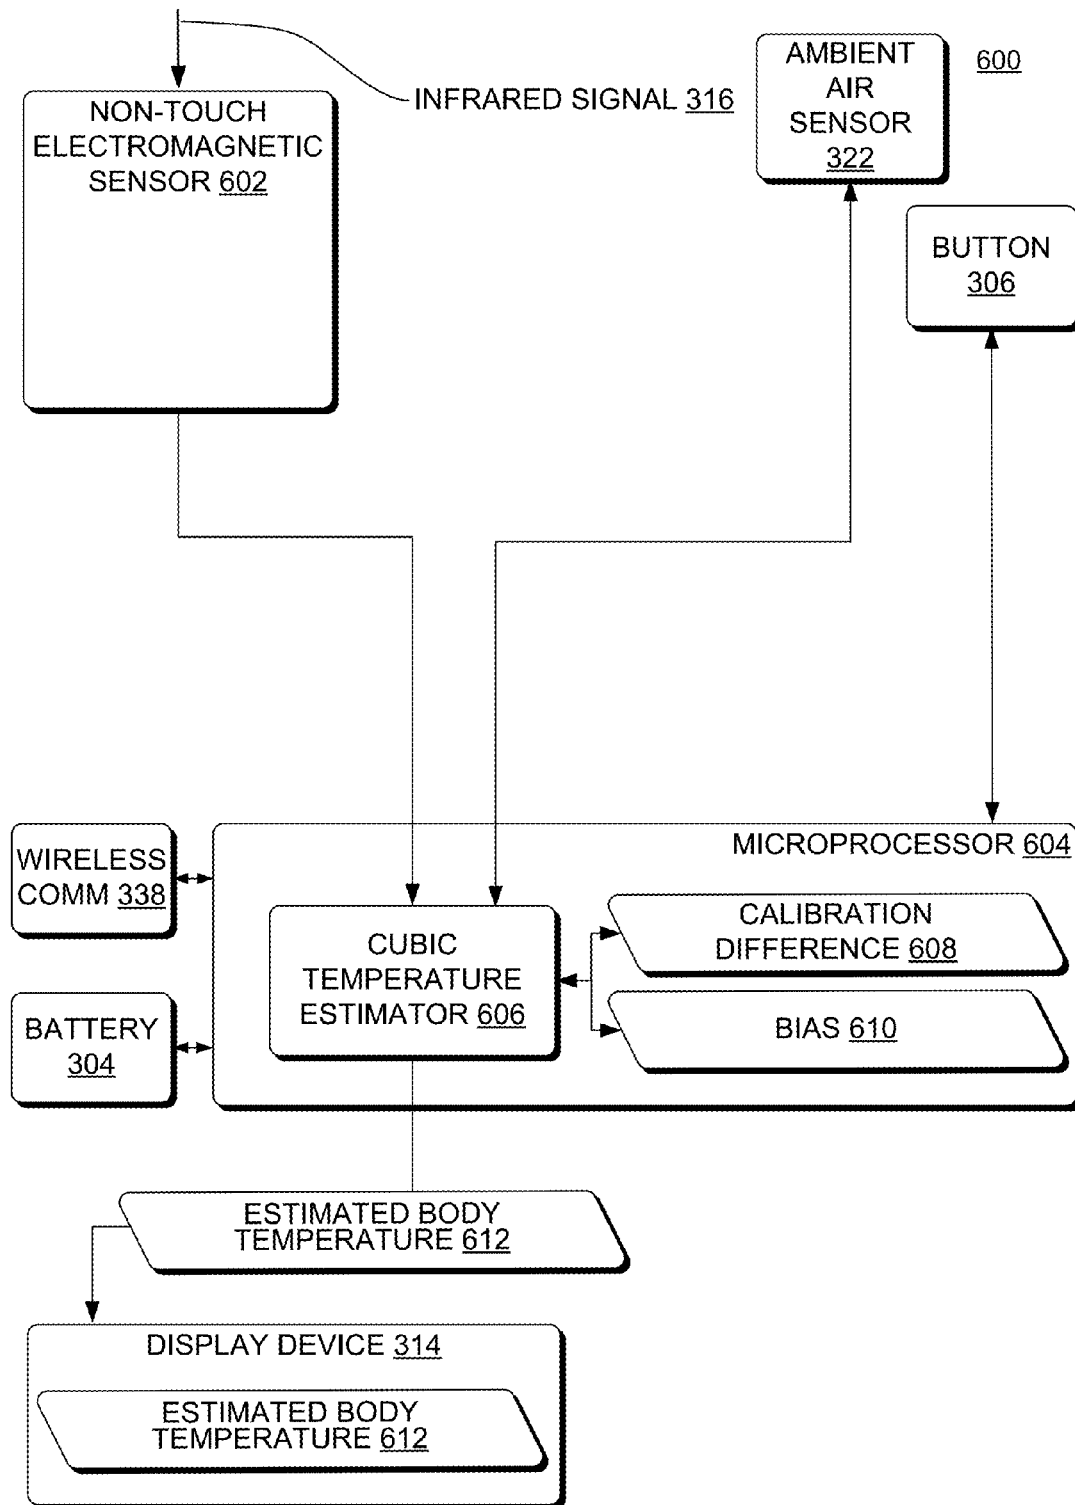 INFRARED SIGNAL 316
AMBIENT
AIR
SENSOR
322
600
NON-TOUCH
ELECTROMAGNETIC
SENSOR 602
BUTTON
306
WIRELESS
COMM 338
MICROPROCESSOR 604
CUBIC
TEMPERATURE
ESTIMATOR 606
CALIBRATION
DIFFERENCE 608
BIAS 610
BATTERY
304
ESTIMATED BODY
TEMPERATURE 612
DISPLAY DEVICE 314
ESTIMATED BODY
TEMPERATURE 612